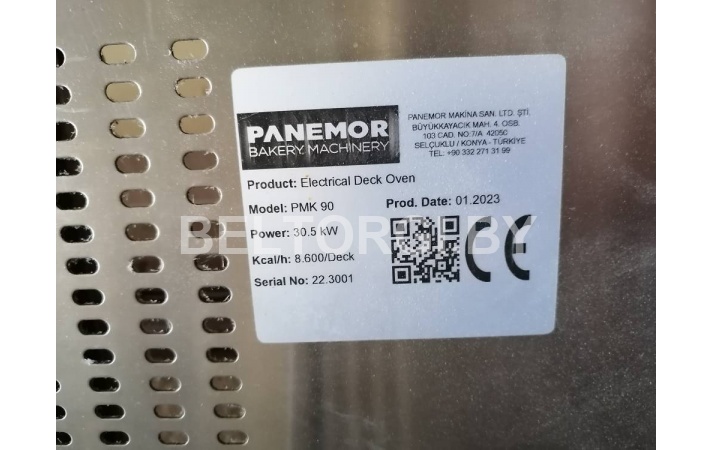 PANEMOR
BAKERY MACHINERY
PANEMOR MAKİNA SAN. LTD. ŞTİ.
BÜYÜKKAYACIK MAH. 4. OSB.
103 CAD. NO:7/A 42050
SELÇUKLU / KONYA - TÜRKİYE
TEL: +90 332 271 31 99
Product: Electrical Deck Oven
Model: PMK 90
Prod. Date: 01.2023
Power: 30.5 kW
Kcal/h: 8.600/Deck
Serial No: 22.3001
CE
BELTORG.BY